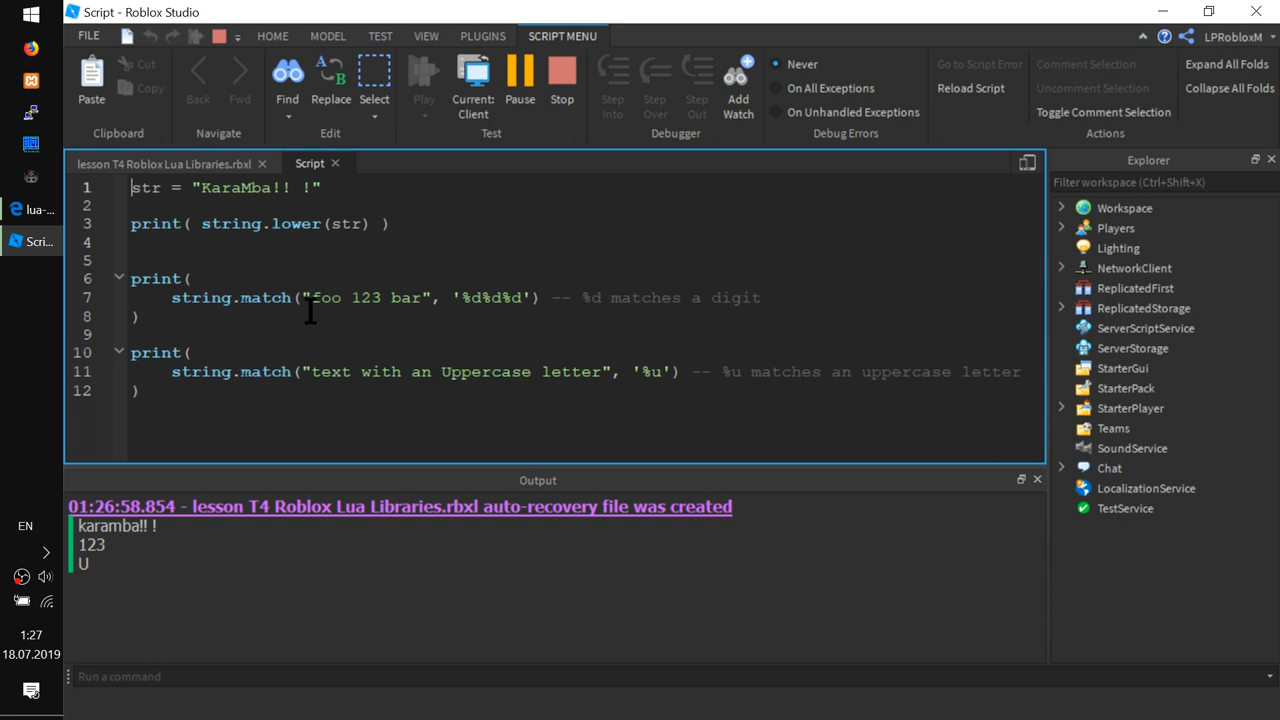 Script - Roblox Studio
FILE HOME MODEL TEST VIEW PLUGINS SCRIPT MENU LPRobloxM
Cut
Copy
Paste
Back
Fwd
Find
Replace
Select
Play
Current:
Client
Pause
Stop
Step
Into
Step
Over
Step
Out
Add
Watch
Never
On All Exceptions
On Unhandled Exceptions
Go to Script Error
Reload Script
Comment Selection
Uncomment Selection
Toggle Comment Selection
Expand All Folds
Collapse All Folds
Clipboard Navigate Edit Test Debugger Debug Errors Actions
lesson T4 Roblox Lua Libraries.rbxl Script
1 str = "KaraMba!! !"
2
3 print( string.lower(str) )
4
5
6 print(
7 string.match("foo 123 bar", '%d%d%d') -- %d matches a digit
8 )
9
10 print(
11 string.match("text with an Uppercase letter", '%u') -- %u matches an uppercase letter
12 )
Explorer
Filter workspace (Ctrl+Shift+X)
Workspace
Players
Lighting
NetworkClient
ReplicatedFirst
ReplicatedStorage
ServerScriptService
ServerStorage
StarterGui
StarterPack
StarterPlayer
Teams
SoundService
Chat
LocalizationService
TestService
Output
01:26:58.854 - lesson T4 Roblox Lua Libraries.rbxl auto-recovery file was created
karamba!! !
123
U
Run a command
lua-...
Scri...
EN
1:27
18.07.2019